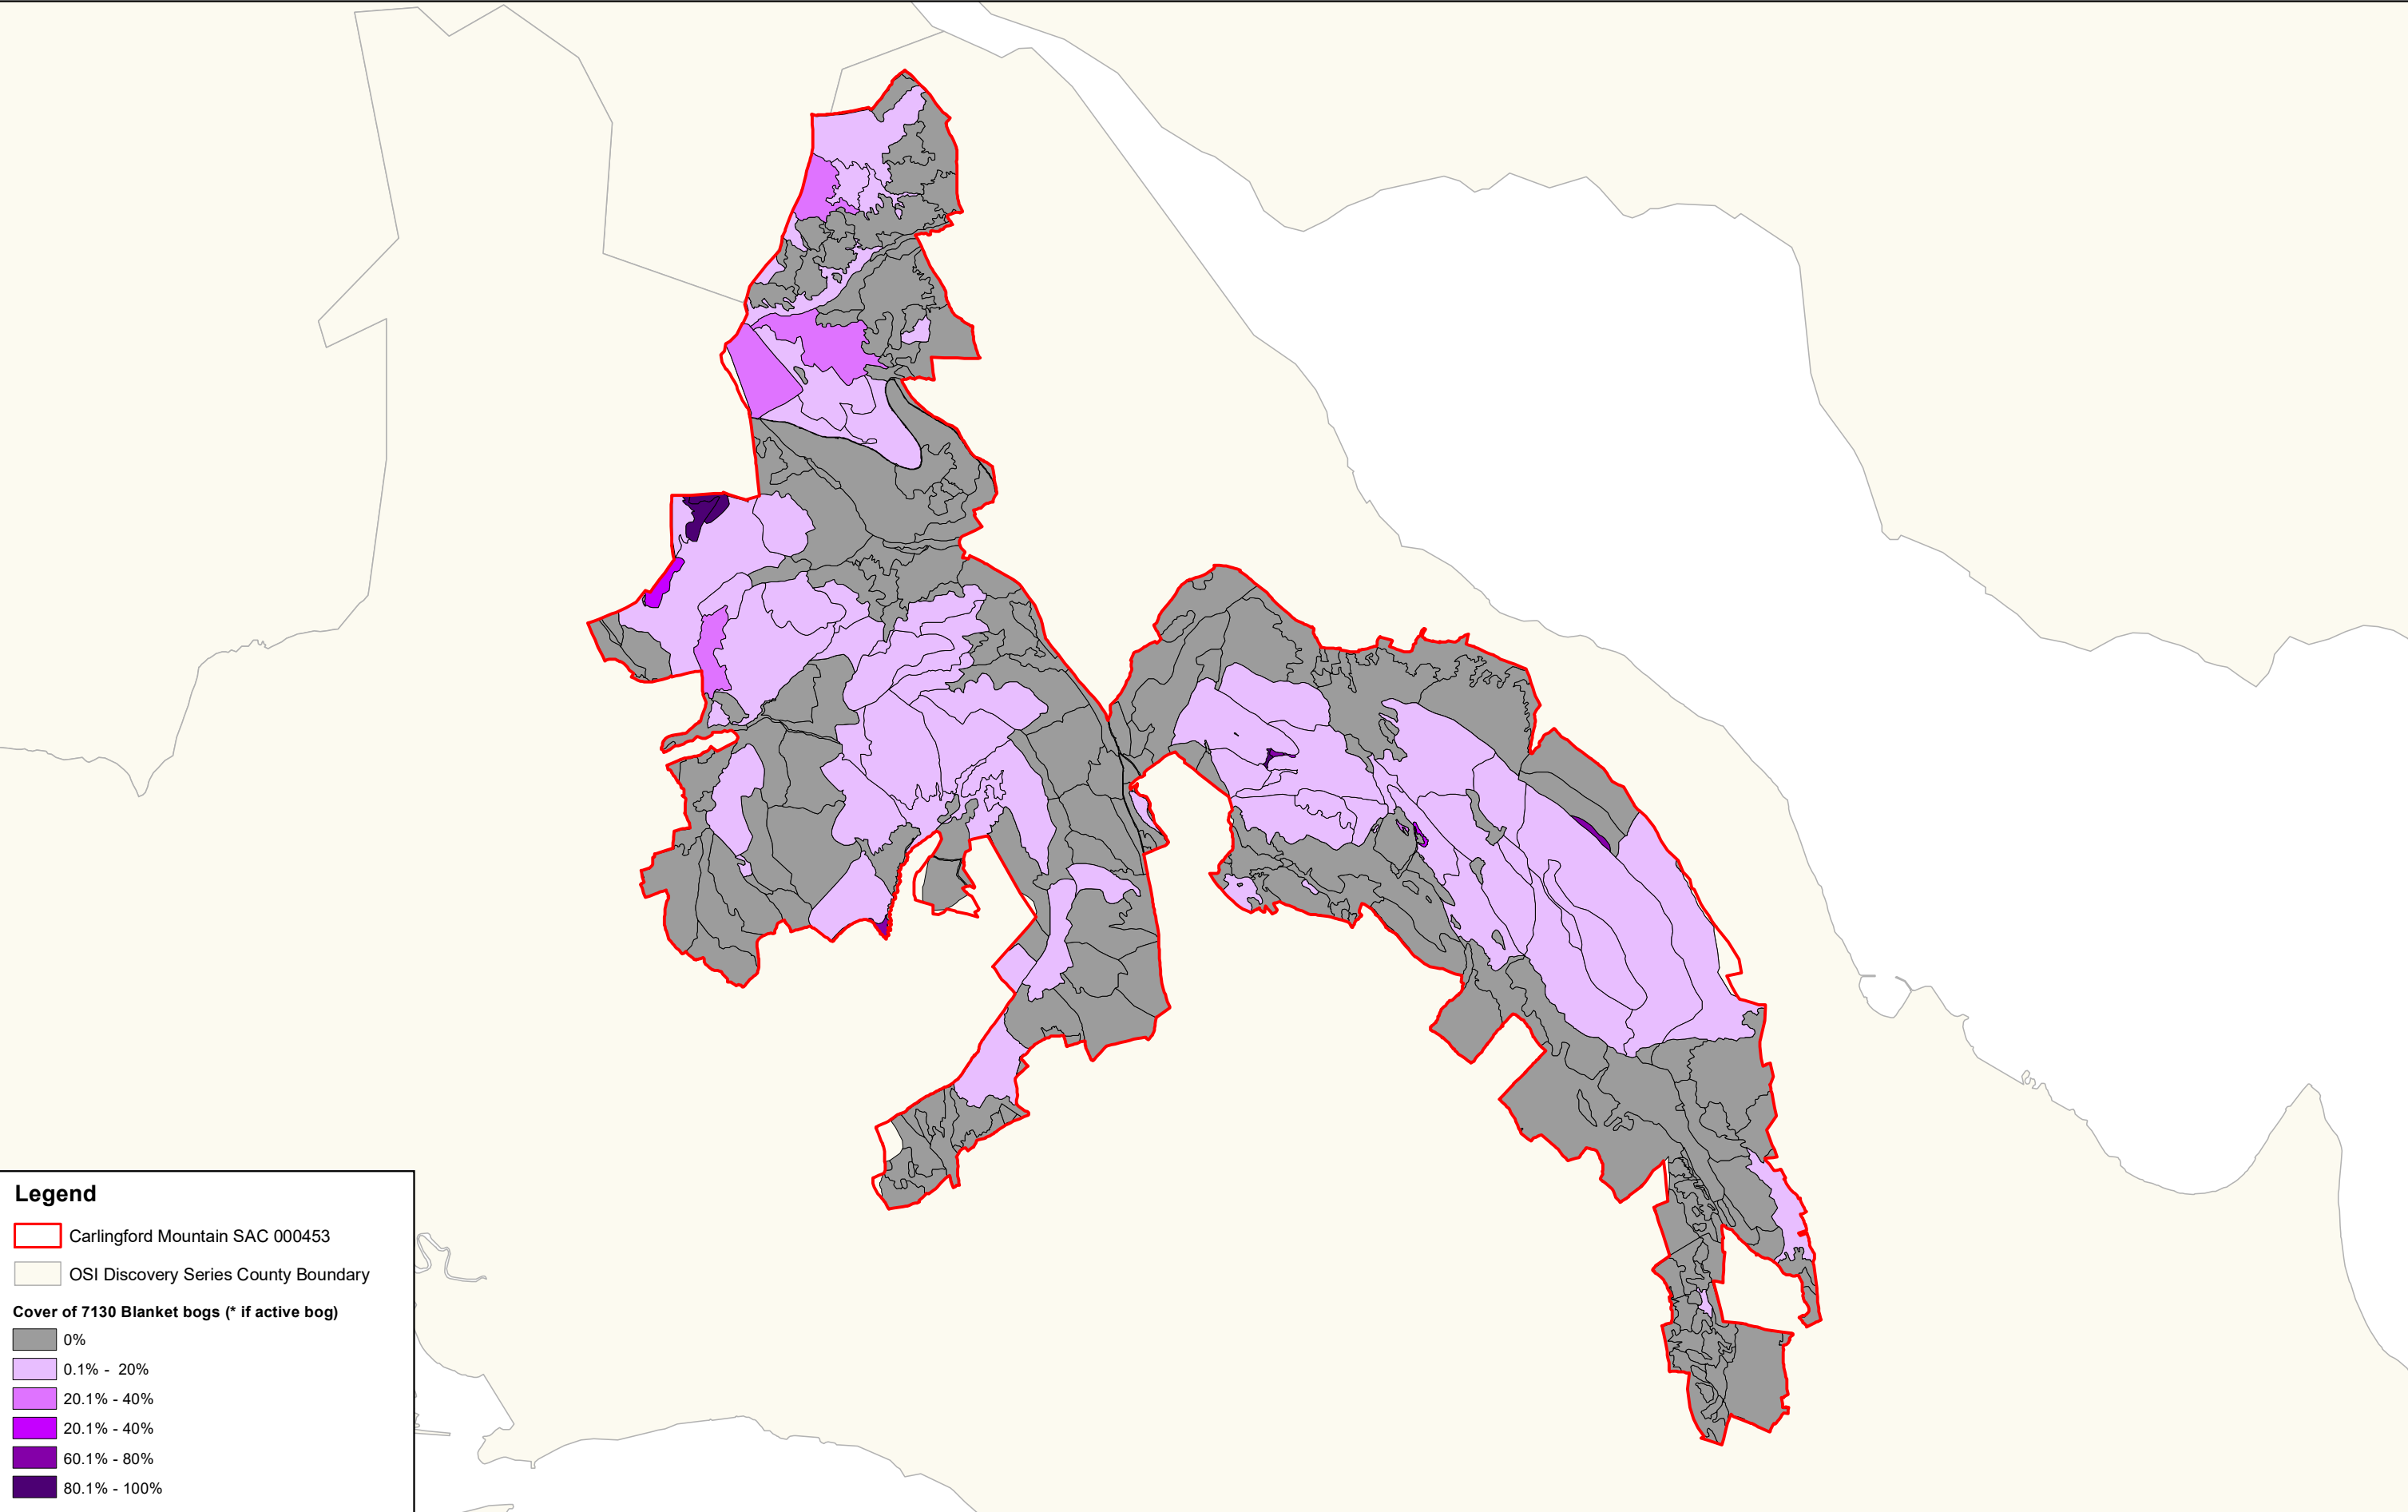 Legend
Carlingford Mountain SAC 000453
OSI Discovery Series County Boundary
Cover of 7130 Blanket bogs (* if active bog)
0%
0.1% - 20%
20.1% - 40%
20.1% - 40%
60.1% - 80%
80.1% - 100%